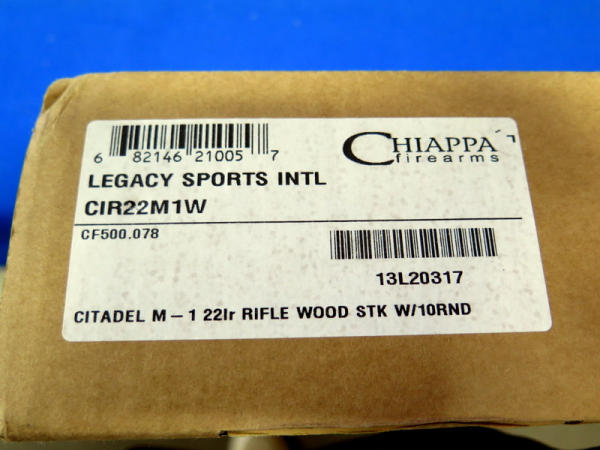 6 82146 21005 7
CHIAPPA
firearms
LEGACY SPORTS INTL
CIR22M1W
CF500.078
13L20317
CITADEL M-1 22lr RIFLE WOOD STK W/10RND